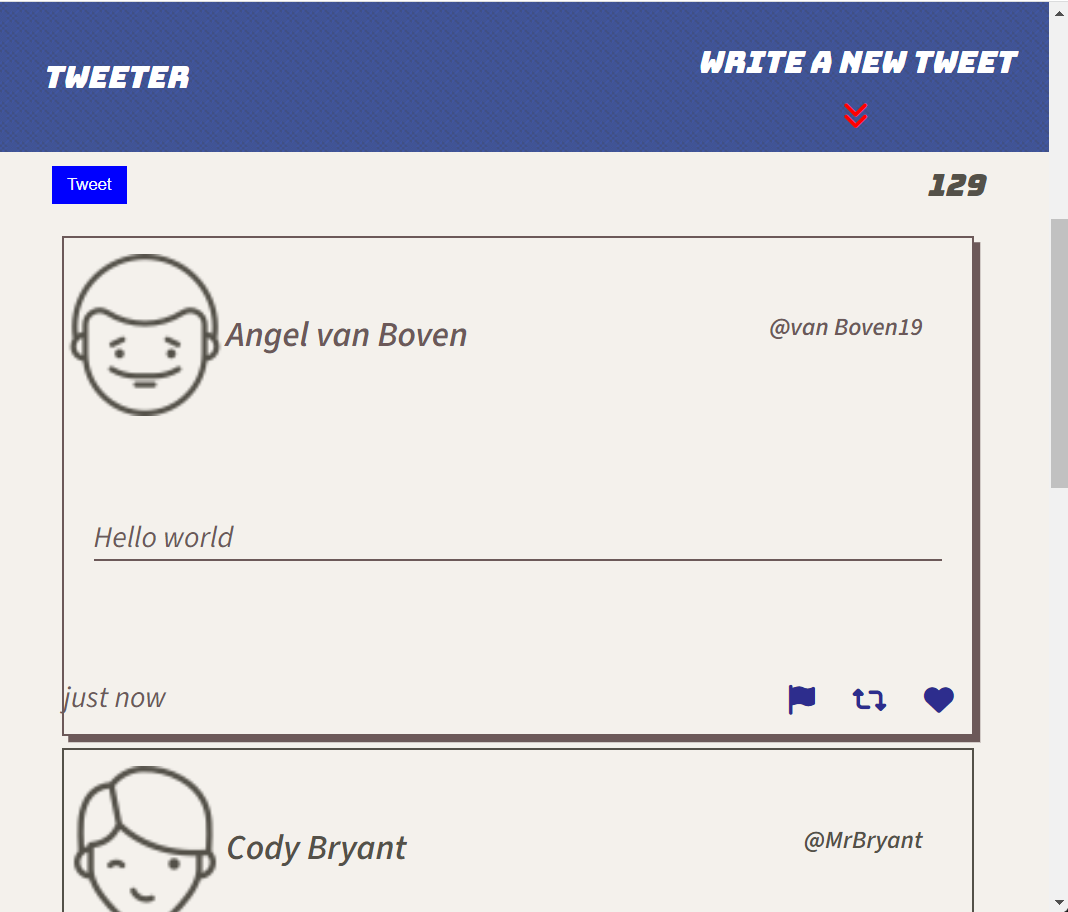 TWEETER
WRITE A NEW TWEET
Tweet
129
Angel van Boven
@van Boven19
Hello world
just now
Cody Bryant
@MrBryant